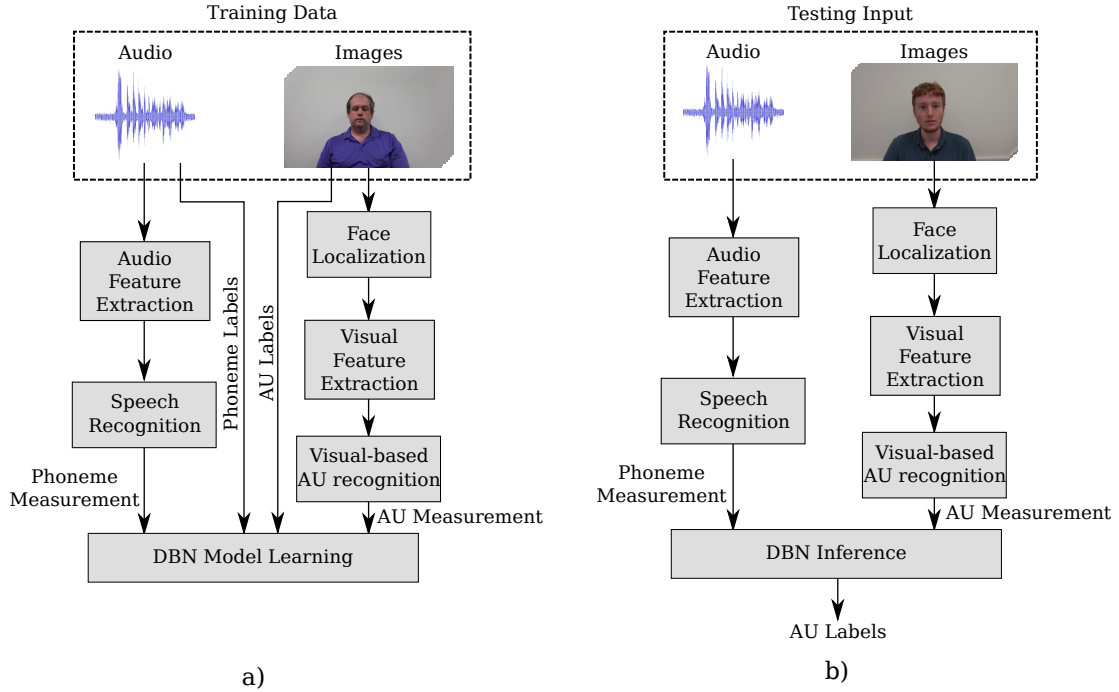 Training Data
Audio
Images
Face
Localization
Audio
Feature
Extraction
Phoneme Labels
AU Labels
Visual
Feature
Extraction
Speech
Recognition
Visual-based
AU recognition
Phoneme
Measurement
AU Measurement
DBN Model Learning
a)
Testing Input
Audio
Images
Face
Localization
Audio
Feature
Extraction
Visual
Feature
Extraction
Speech
Recognition
Visual-based
AU recognition
Phoneme
Measurement
AU Measurement
DBN Inference
AU Labels
b)